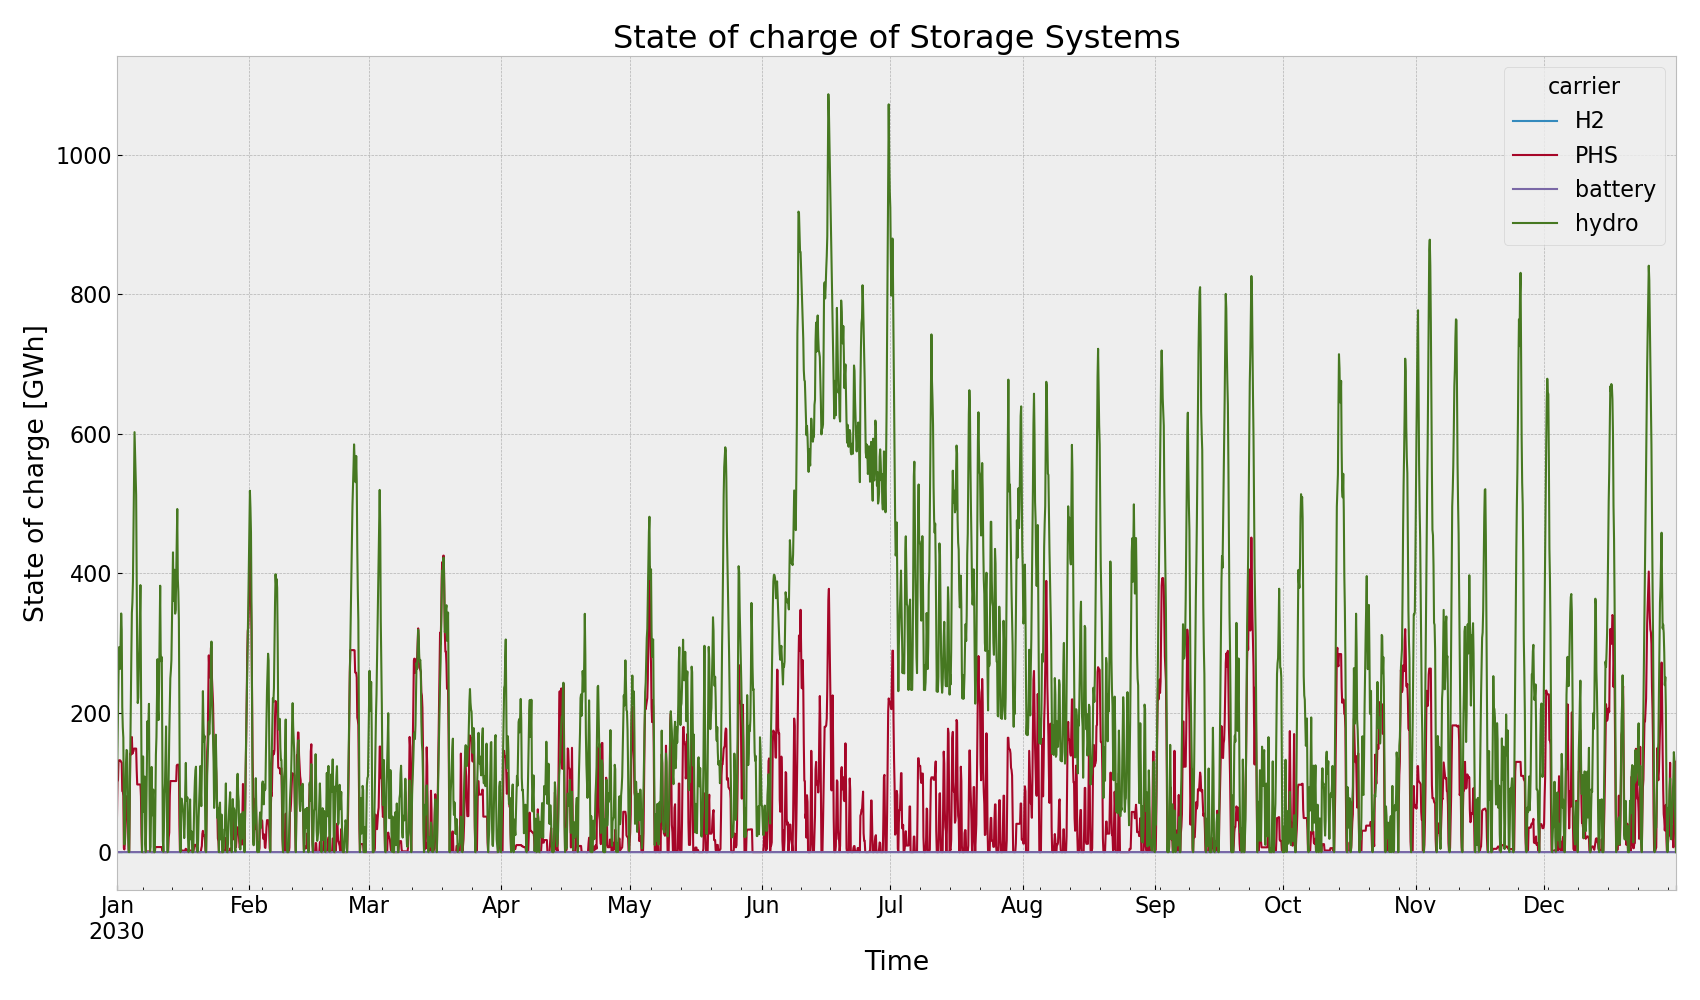 State of charge of Storage Systems
State of charge [GWh]
1000
800
600
400
200
0
carrier
H2
PHS
battery
hydro
Jan Feb Mar Apr May Jun Jul Aug Sep Oct Nov Dec
2030
Time